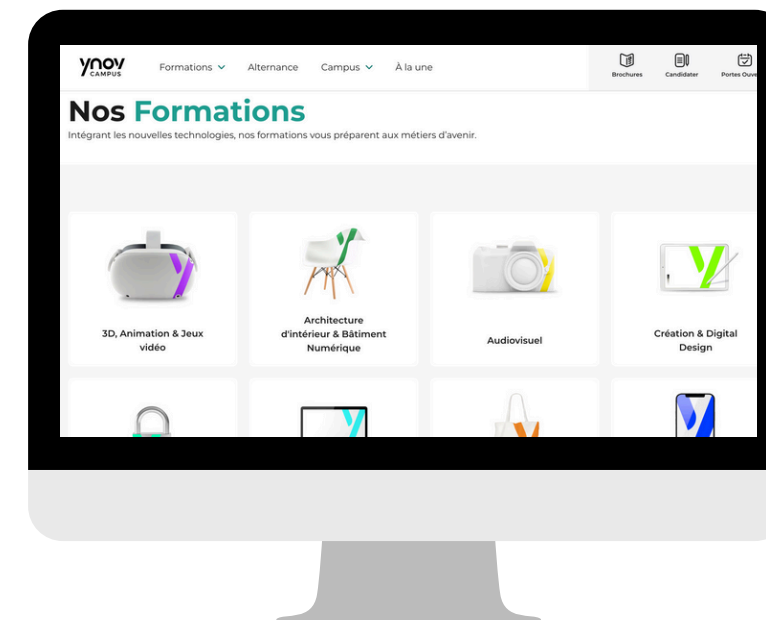 ynov
CAMPUS
Formations
Alternance
Campus
À la une
Brochures
Candidater
Portes Ouve
Nos Formations
Intégrant les nouvelles technologies, nos formations vous préparent aux métiers d'avenir.
3D, Animation & Jeux
vidéo
Architecture
d'intérieur & Bâtiment
Numérique
Audiovisuel
Création & Digital
Design